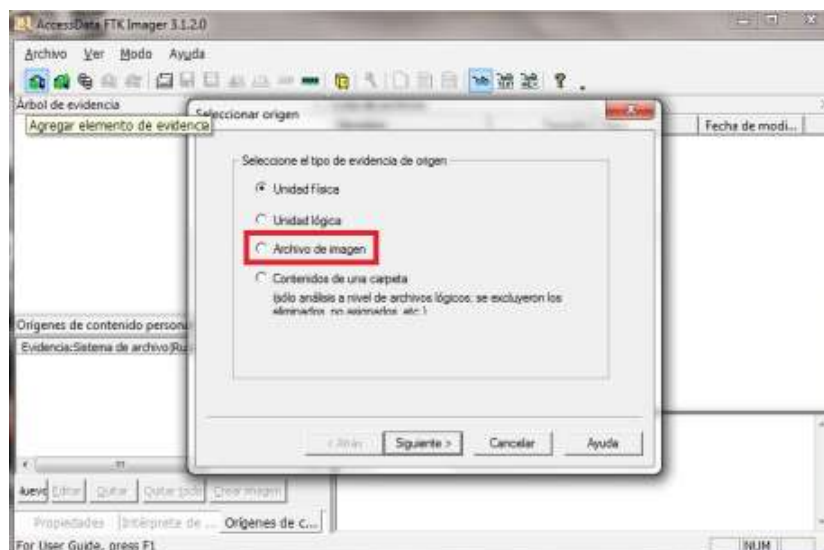 AccessData FTK Imager 3.1.2.0
Archivo Ver Modo Ayuda
Árbol de evidencia
Agregar elemento de evidencia
Fecha de modi...
Seleccionar origen
Seleccione el tipo de evidencia de origen
Unidad física
Unidad lógica
Archivo de imagen
Contenidos de una carpeta
(sólo análisis a nivel de archivos lógicos; se excluyeron los
eliminados, no asignados, etc.)
< Atrás Siguiente > Cancelar Ayuda
Orígenes de contenido person
Evidencia:Sistema de archivo|Ru
Editar Quitar Quitar todo Crear imagen
Propiedades Intérprete de ... Orígenes de c...
For User Guide, press F1
NUM